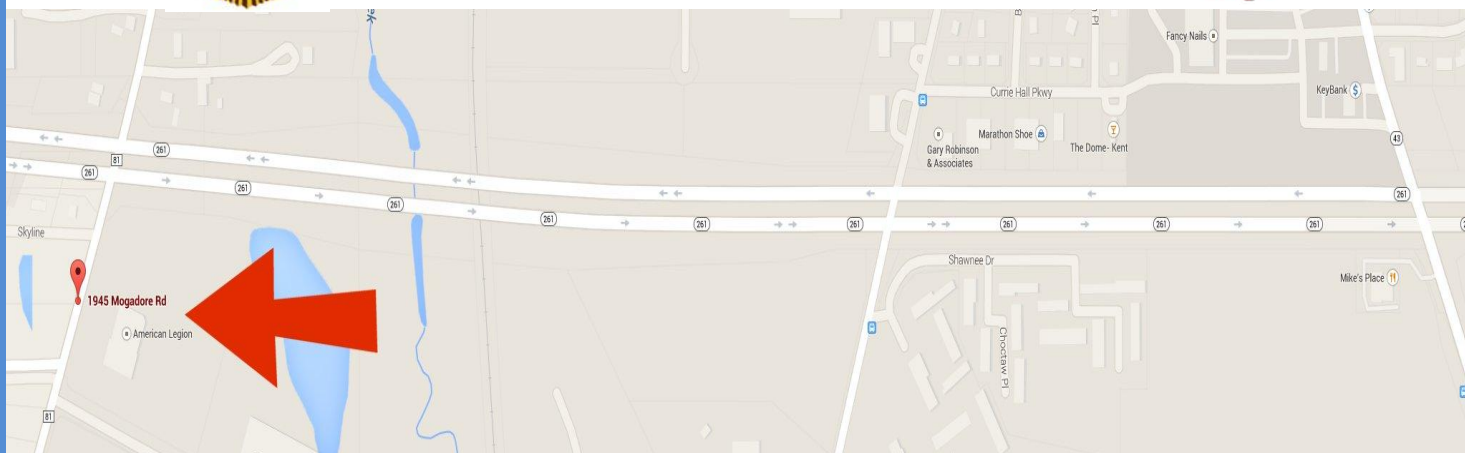 ek
B
n Pl
Fancy Nails
KeyBank
Currie Hall Pkwy
Gary Robinson
& Associates
Marathon Shoe
The Dome- Kent
43
81
261
261
261
261
261
261
261
261
261
261
261
261
Skyline
1945 Mogadore Rd
American Legion
Shawnee Dr
Choctaw Pl
Mike's Place
81